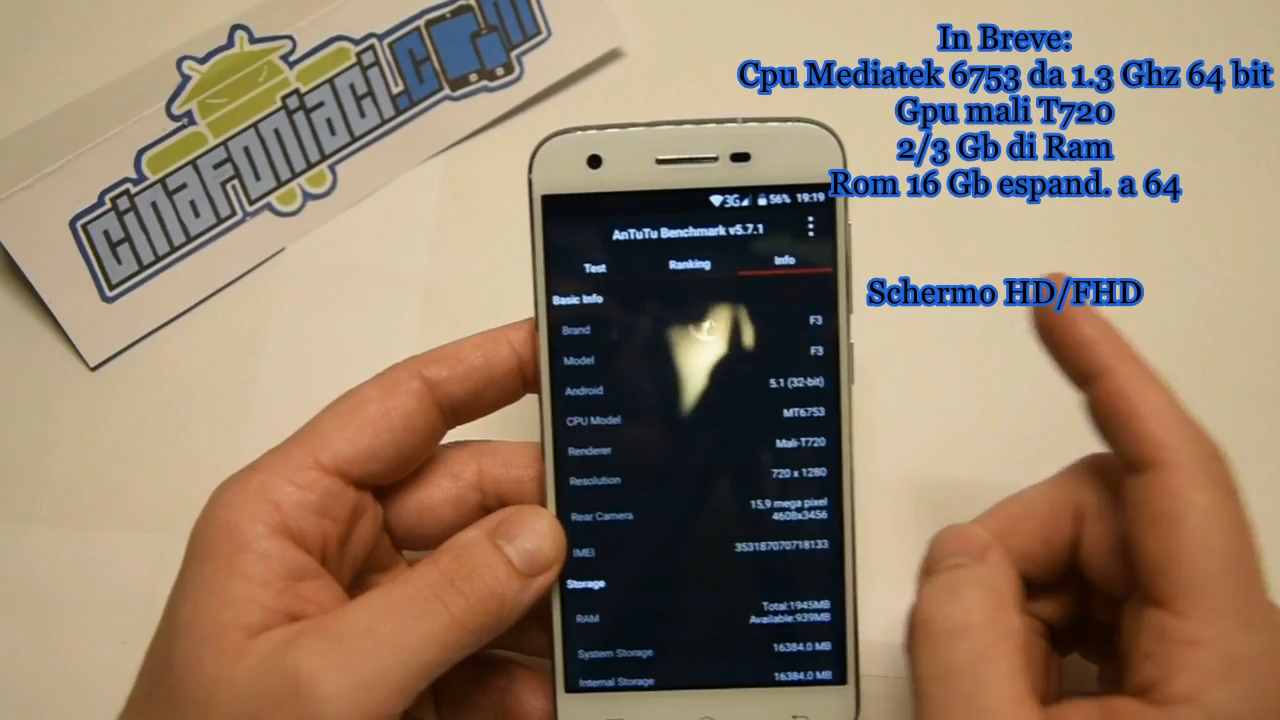 cinafoniaci.com
In Breve:
Cpu Mediatek 6753 da 1.3 Ghz 64 bit
Gpu mali T720
2/3 Gb di Ram
Rom 16 Gb espand. a 64
Schermo HD/FHD
3G 56% 19:19
AnTuTu Benchmark v5.7.1
Test Ranking Info
Basic Info
Brand F3
Model F3
Android 5.1 (32-bit)
CPU Model MT6753
Renderer Mali-T720
Resolution 720 x 1280
Rear Camera 15,9 mega pixel
4608x3456
IMEI 353187070718133
Storage
RAM Total:1945MB
Available:939MB
System Storage 16384.0 MB
Internal Storage 16384.0 MB